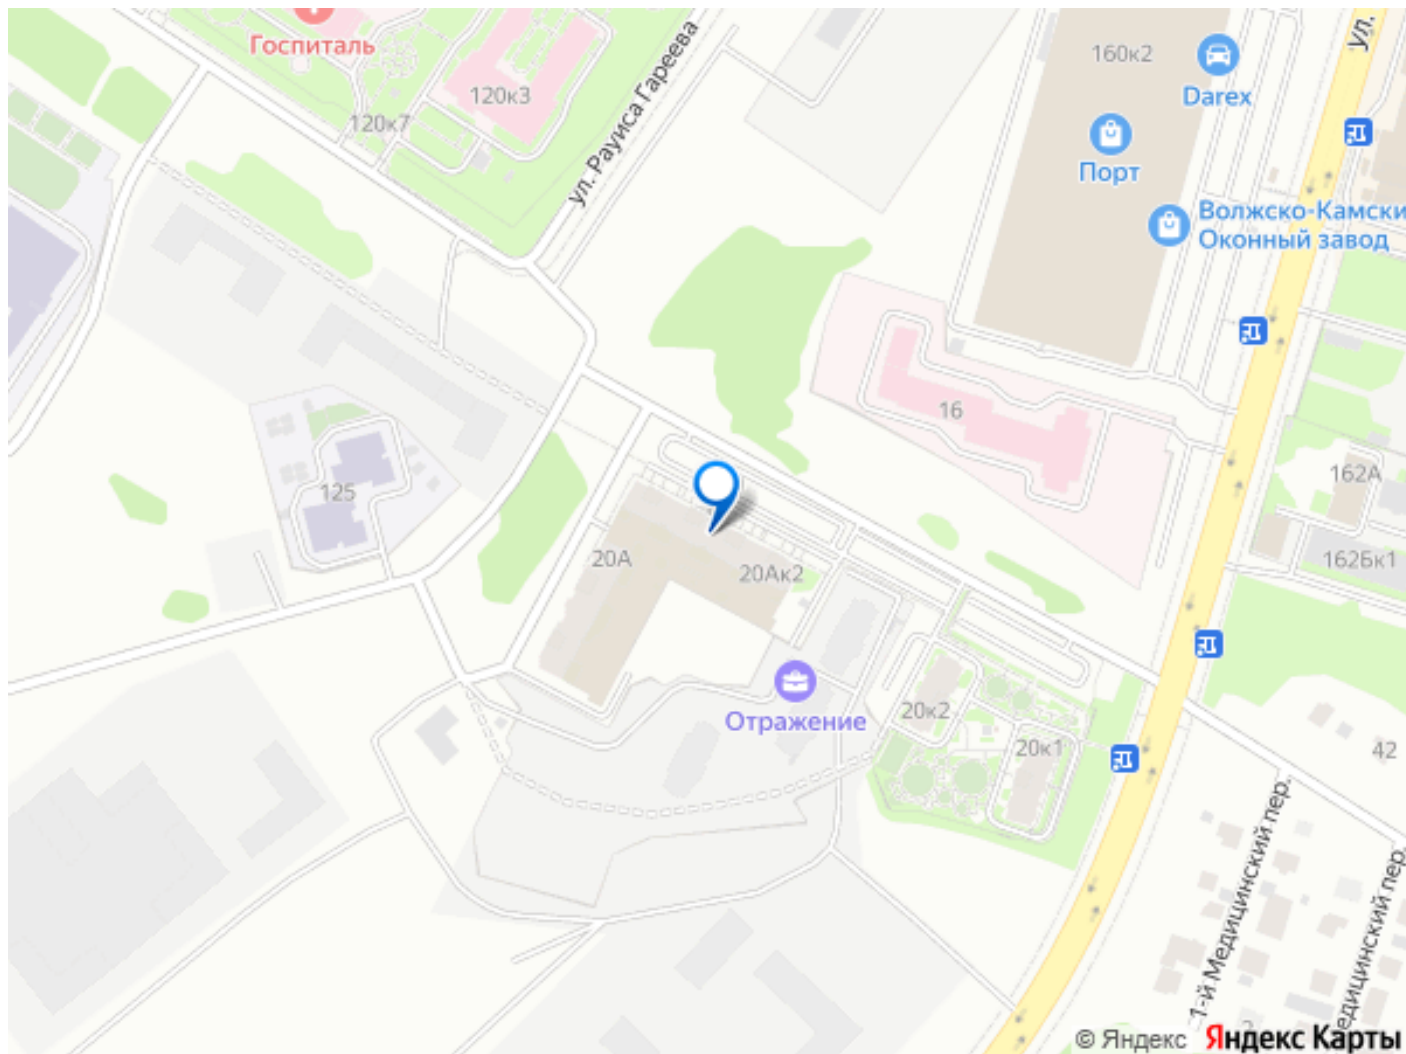 Госпиталь
120к3
120к7
ул. Рауиса Гареева
160к2
Darex
Порт
Волжско-Камски
Оконный завод
ул.
16
125
162А
162Бк1
20А
20Ак2
Отражение
20к2
20к1
42
1-й Медицинский пер.
едицинский пер.
© Яндекс Яндекс Карты